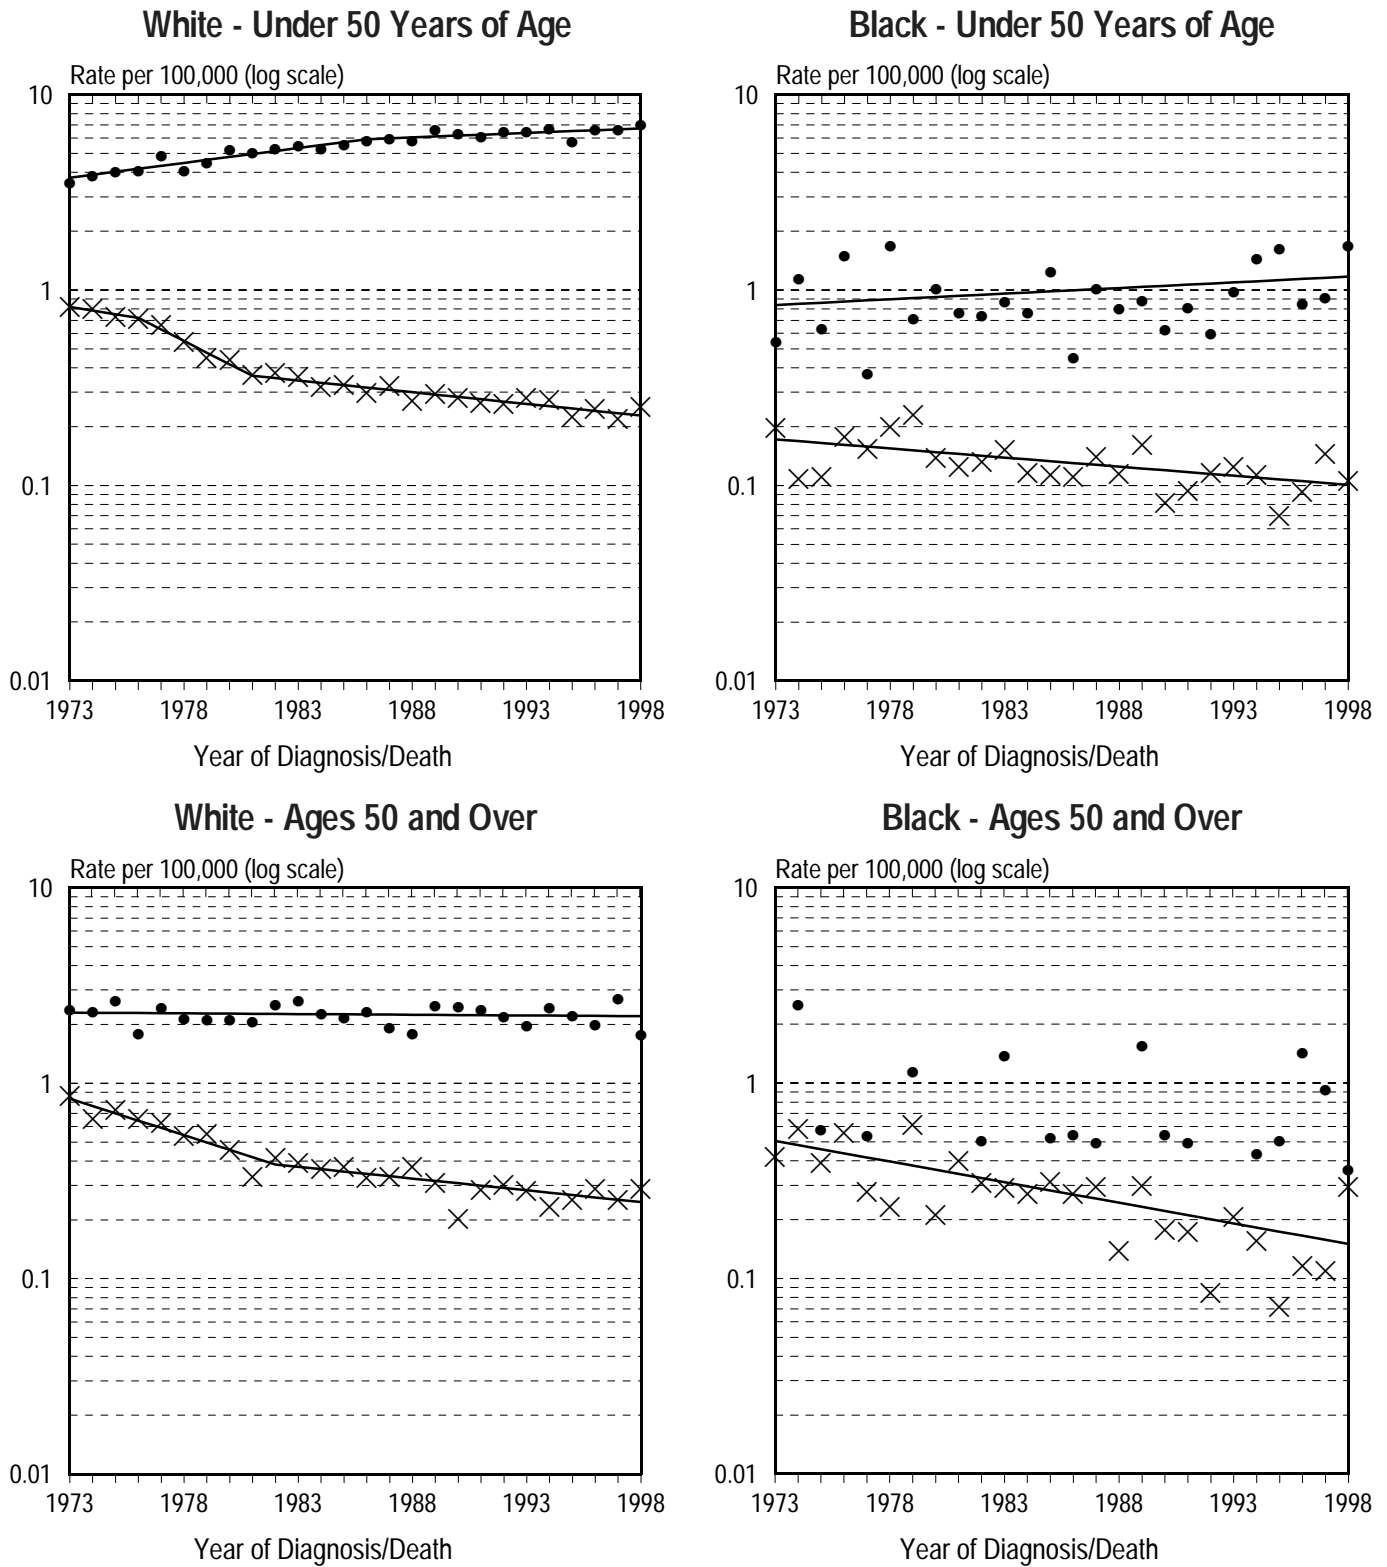 White - Under 50 Years of Age
Rate per 100,000 (log scale)
10
1
0.1
0.01
1973 1978 1983 1988 1993 1998
Year of Diagnosis/Death
Black - Under 50 Years of Age
Rate per 100,000 (log scale)
10
1
0.1
0.01
1973 1978 1983 1988 1993 1998
Year of Diagnosis/Death
White - Ages 50 and Over
Rate per 100,000 (log scale)
10
1
0.1
0.01
1973 1978 1983 1988 1993 1998
Year of Diagnosis/Death
Black - Ages 50 and Over
Rate per 100,000 (log scale)
10
1
0.1
0.01
1973 1978 1983 1988 1993 1998
Year of Diagnosis/Death